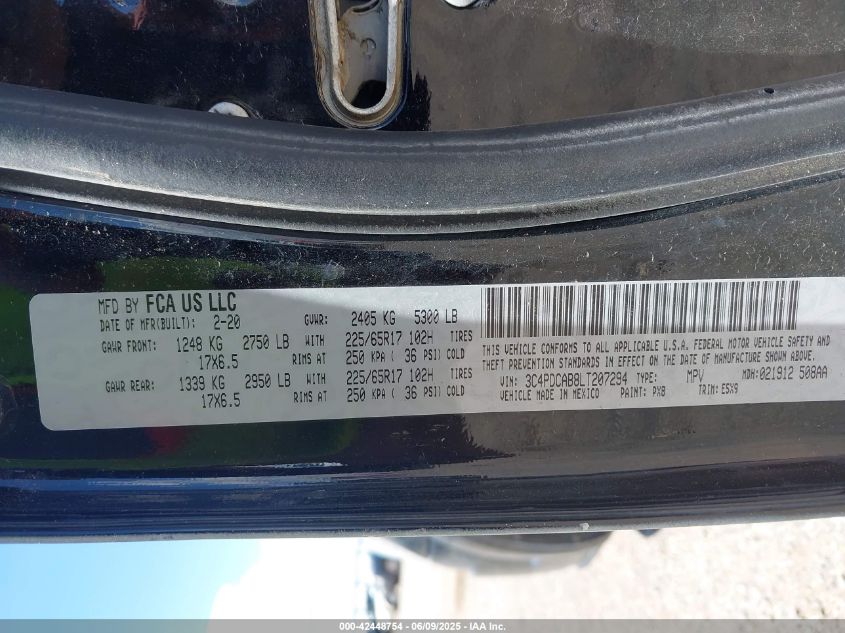 MFD BY FCA US LLC
DATE OF MFR(BUILT): 2-20 GVWR: 2405 KG 5300 LB
GAWR FRONT: 1248 KG 2750 LB WITH 225/65R17 102H TIRES
17X6.5 RIMS AT 250 KPA ( 36 PSI) COLD
GAWR REAR: 1339 KG 2950 LB WITH 225/65R17 102H TIRES
17X6.5 RIMS AT 250 KPA ( 36 PSI) COLD
THIS VEHICLE CONFORMS TO ALL APPLICABLE U.S.A. FEDERAL MOTOR VEHICLE SAFETY AND
THEFT PREVENTION STANDARDS IN EFFECT ON THE DATE OF MANUFACTURE SHOWN ABOVE.
VIN: 3C4PDCAB8LT207294 TYPE: MPV MDH:021912 508AA
VEHICLE MADE IN MEXICO PAINT: PX8 TRIM: E5X9
000-42448754 - 06/09/2025 - IAA Inc.